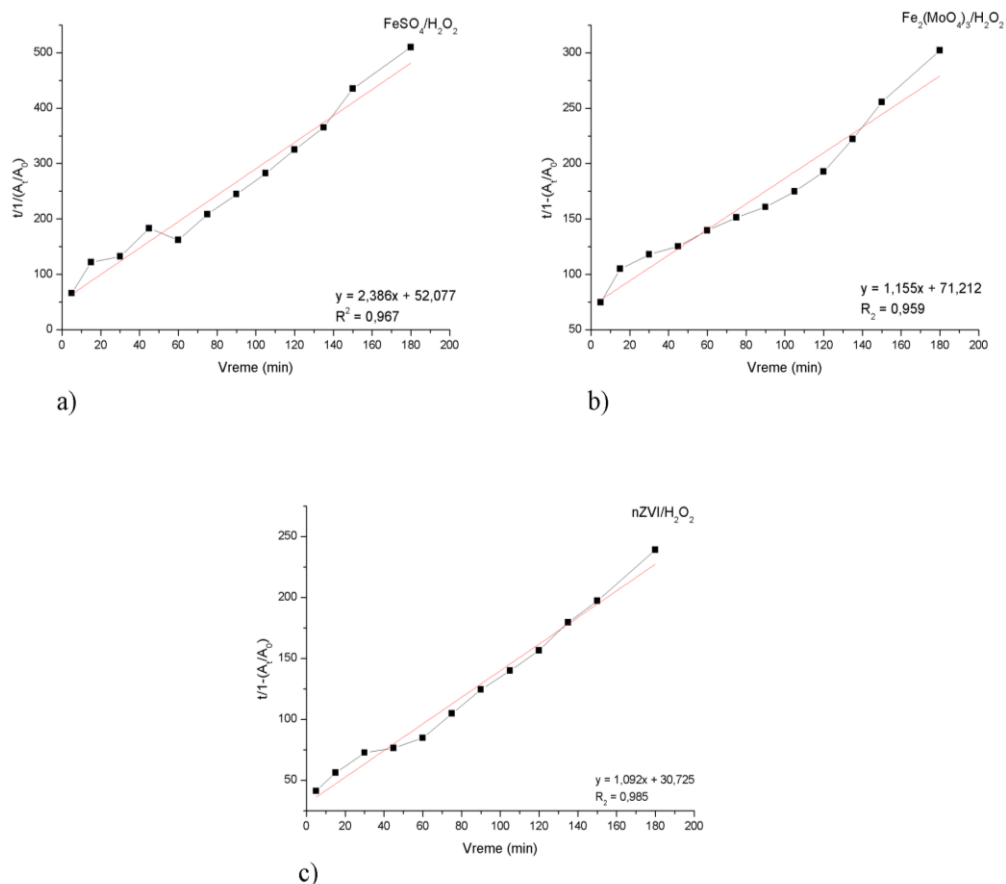 FeSO₄/H₂O₂
500
400
300
200
100
0
t/1/(Aₜ/A₀)
y = 2,386x + 52,077
R² = 0,967
0 20 40 60 80 100 120 140 160 180 200
Vreme (min)
a)
Fe₂(MoO₄)₃/H₂O₂
300
250
200
150
100
50
t/1-(Aₜ/A₀)
y = 1,155x + 71,212
R₂ = 0,959
0 20 40 60 80 100 120 140 160 180 200
Vreme (min)
b)
nZVI/H₂O₂
250
200
150
100
50
t/1-(Aₜ/A₀)
y = 1,092x + 30,725
R₂ = 0,985
0 20 40 60 80 100 120 140 160 180 200
Vreme (min)
c)